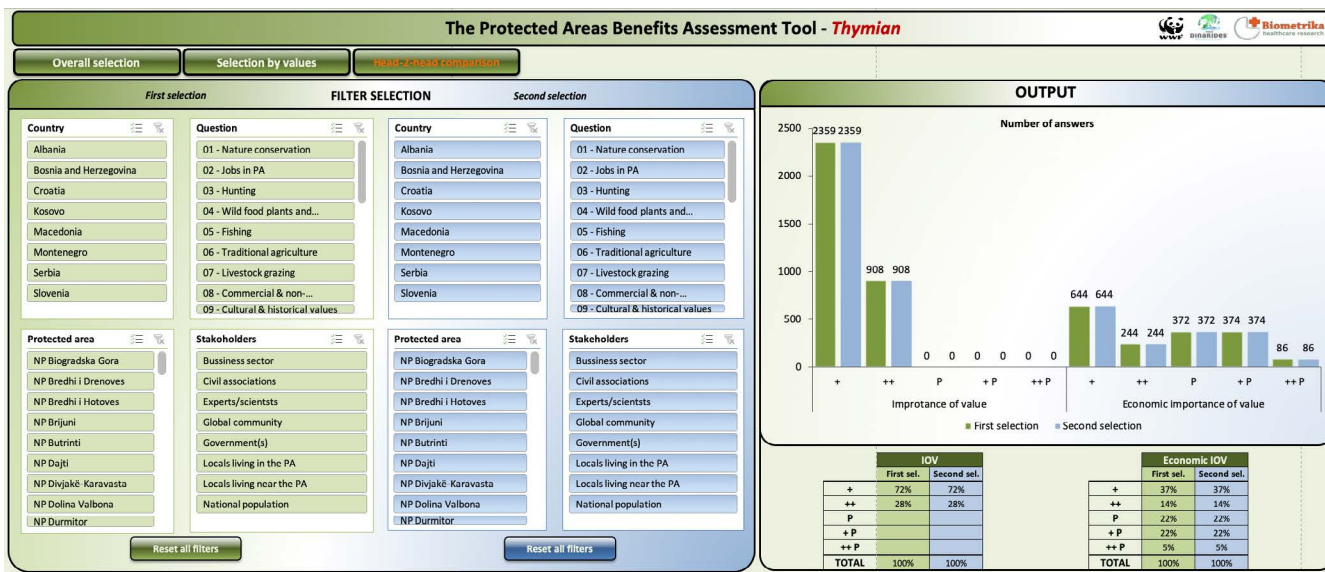 The Protected Areas Benefits Assessment Tool - Thymian
WWF
DINARIDES
Biometrika
healthcare research
Overall selection
Selection by values
Head-2-head comparison
First selection
FILTER SELECTION
Second selection
Country
Albania
Bosnia and Herzegovina
Croatia
Kosovo
Macedonia
Montenegro
Serbia
Slovenia
Question
01 - Nature conservation
02 - Jobs in PA
03 - Hunting
04 - Wild food plants and...
05 - Fishing
06 - Traditional agriculture
07 - Livestock grazing
08 - Commercial & non-...
09 - Cultural & historical values
Country
Albania
Bosnia and Herzegovina
Croatia
Kosovo
Macedonia
Montenegro
Serbia
Slovenia
Question
01 - Nature conservation
02 - Jobs in PA
03 - Hunting
04 - Wild food plants and...
05 - Fishing
06 - Traditional agriculture
07 - Livestock grazing
08 - Commercial & non-...
09 - Cultural & historical values
Protected area
NP Biogradska Gora
NP Bredhi i Drenoves
NP Bredhi i Hotoves
NP Brijuni
NP Butrinti
NP Dajti
NP Divjakë-Karavasta
NP Dolina Valbona
NP Durmitor
Stakoholders
Bussiness sector
Civil associations
Experts/scientsts
Global community
Government(s)
Locals living in the PA
Locals living near the PA
National population
Protected area
NP Biogradska Gora
NP Bredhi i Drenoves
NP Bredhi i Hotoves
NP Brijuni
NP Butrinti
NP Dajti
NP Divjakë-Karavasta
NP Dolina Valbona
NP Durmitor
Stakeholders
Bussiness sector
Civil associations
Experts/scientsts
Global community
Government(s)
Locals living in the PA
Locals living near the PA
National population
Reset all filters
Reset all filters
OUTPUT
Number of answers
2500
2000
1500
1000
500
0
2359 2359
908 908
0 0 0 0 0 0
644 644
244 244
372 372
374 374
86 86
+ ++ P + P ++ P + ++ P + P ++ P
Improtance of value
Economic importance of value
First selection Second selection
IOV
First sel. Second sel.
+ 72% 72%
++ 28% 28%
P
+ P
++ P
TOTAL 100% 100%
Economic IOV
First sel. Second sel.
+ 37% 37%
++ 14% 14%
P 22% 22%
+ P 22% 22%
++ P 5% 5%
TOTAL 100% 100%